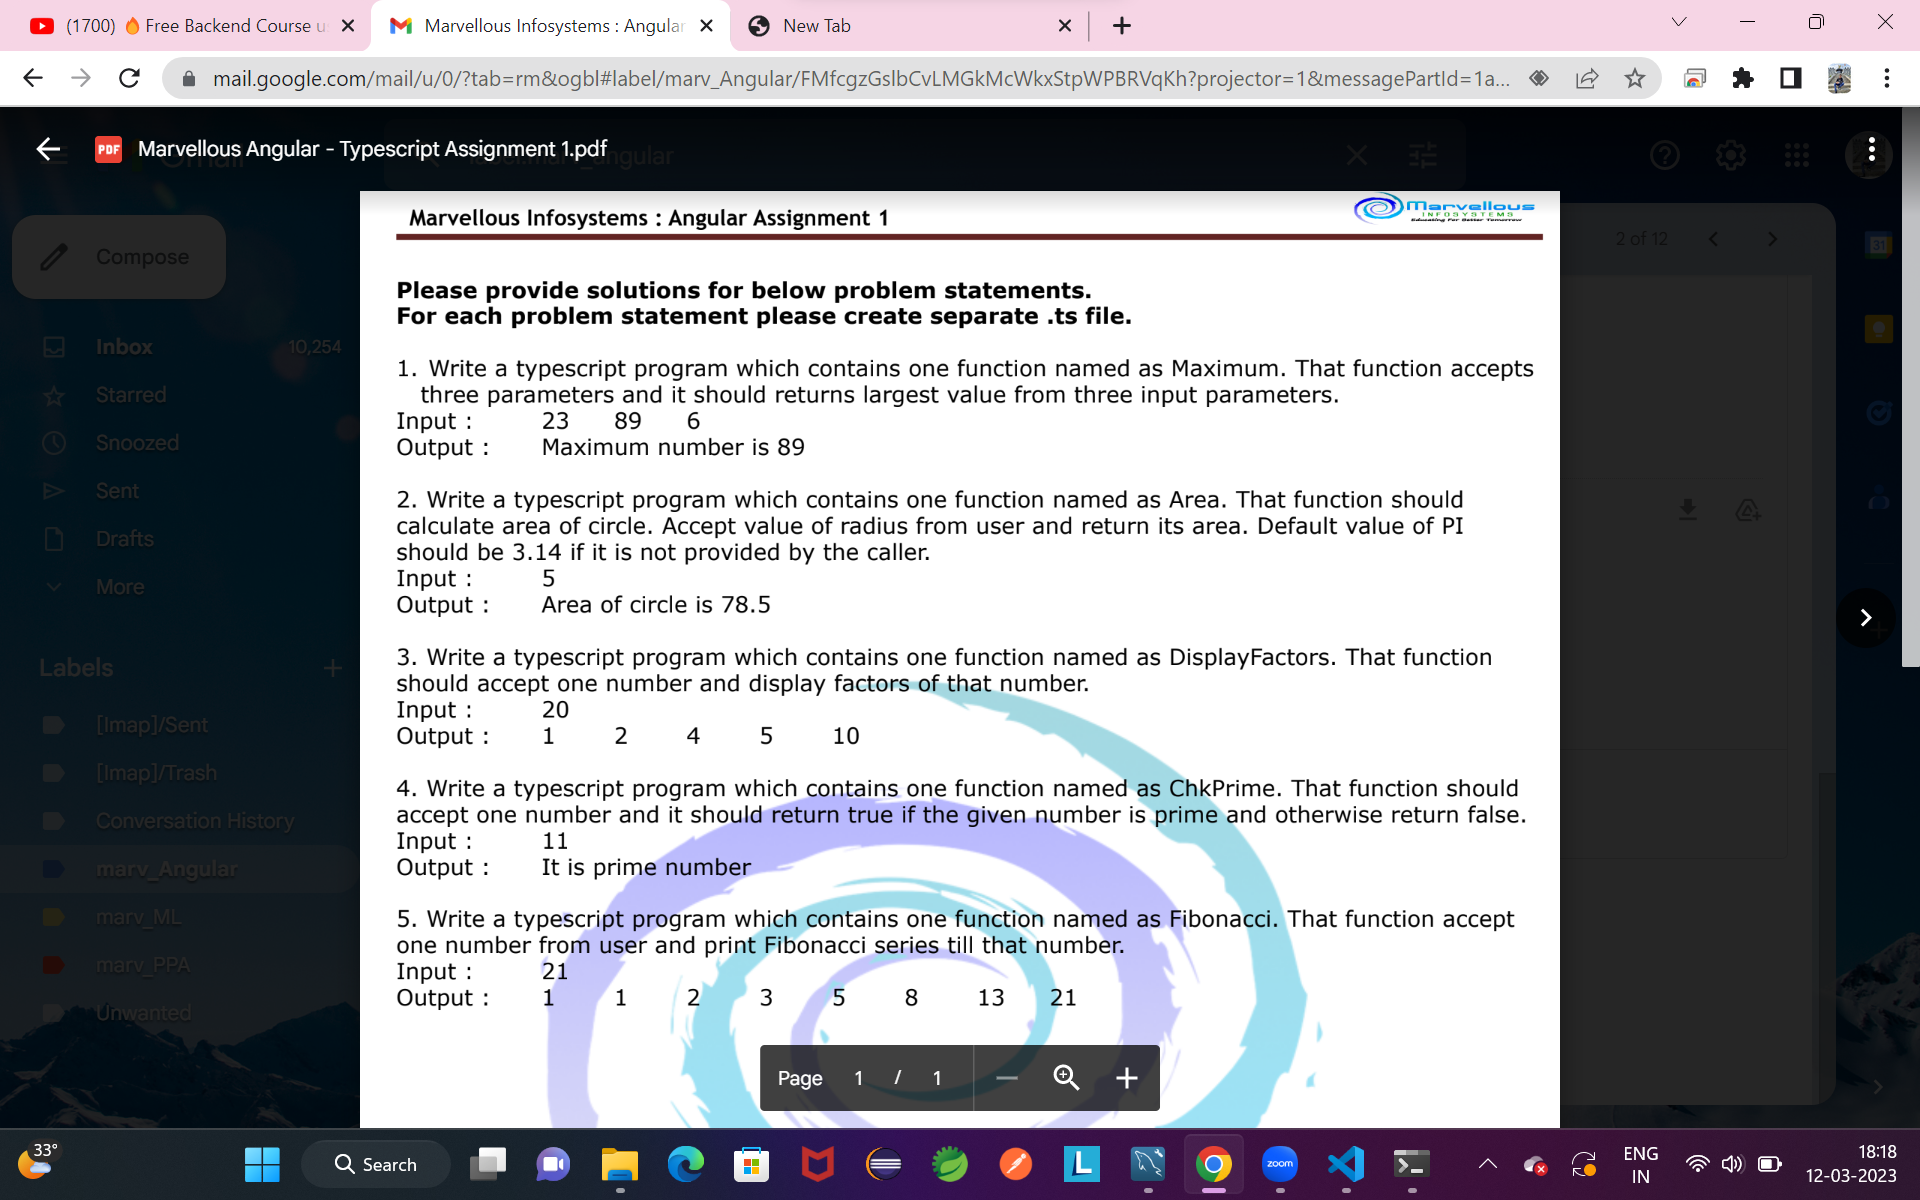 (1700) 🔥 Free Backend Course u
Marvellous Infosystems : Angular
New Tab
mail.google.com/mail/u/0/?tab=rm&ogbl#label/marv_Angular/FMfcgzGslbCvLMGkMcWkxStpWPBRVqKh?projector=1&messagePartId=1a...
PDF
Marvellous Angular - Typescript Assignment 1.pdf
Compose
2 of 12
31
Inbox 10,254
Starred
Snoozed
Sent
Drafts
More
Labels
[Imap]/Sent
[Imap]/Trash
Conversation History
marv_Angular
marv_ML
marv_PPA
Unwanted
Marvellous Infosystems : Angular Assignment 1
Marvellous
INFOSYSTEMS
Educating For Better Tomorrow
Please provide solutions for below problem statements.
For each problem statement please create separate .ts file.
1. Write a typescript program which contains one function named as Maximum. That function accepts
three parameters and it should returns largest value from three input parameters.
Input : 23 89 6
Output : Maximum number is 89
2. Write a typescript program which contains one function named as Area. That function should
calculate area of circle. Accept value of radius from user and return its area. Default value of PI
should be 3.14 if it is not provided by the caller.
Input : 5
Output : Area of circle is 78.5
3. Write a typescript program which contains one function named as DisplayFactors. That function
should accept one number and display factors of that number.
Input : 20
Output : 1 2 4 5 10
4. Write a typescript program which contains one function named as ChkPrime. That function should
accept one number and it should return true if the given number is prime and otherwise return false.
Input : 11
Output : It is prime number
5. Write a typescript program which contains one function named as Fibonacci. That function accept
one number from user and print Fibonacci series till that number.
Input : 21
Output : 1 1 2 3 5 8 13 21
Page 1 / 1
33°
Search
L
zoom
ENG
IN
18:18
12-03-2023